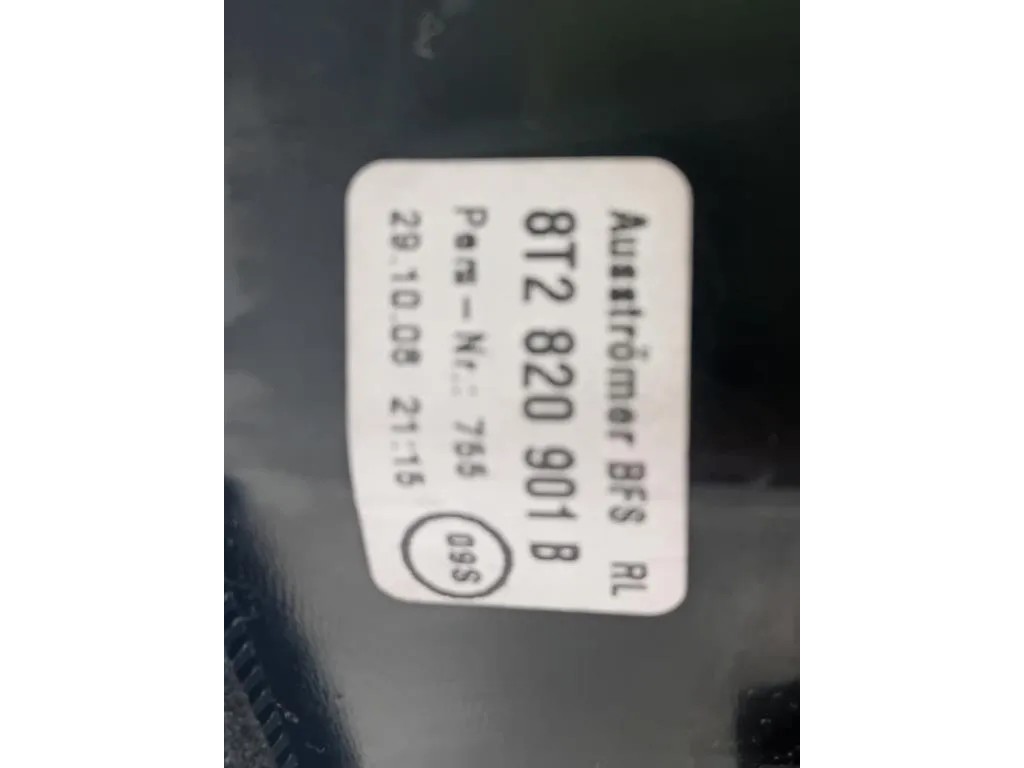 Ausströmer BFS RL
8T2 820 901 B
Pers-Nr.: 755
29.10.08 21:15
09S